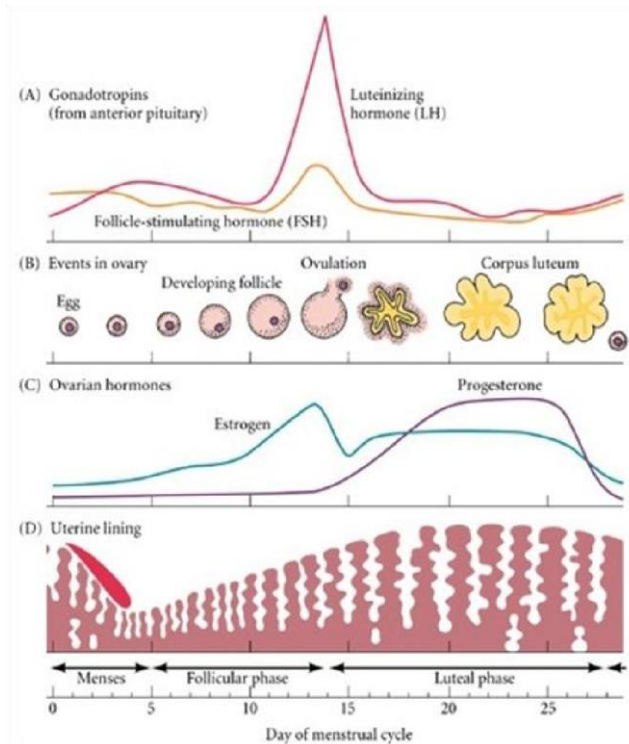 (A) Gonadotropins
(from anterior pituitary)
Luteinizing
hormone (LH)
Follicle-stimulating hormone (FSH)
(B) Events in ovary
Ovulation
Corpus luteum
Developing follicle
Egg
(C) Ovarian hormones
Progesterone
Estrogen
(D) Uterine lining
Menses Follicular phase Luteal phase
0 5 10 15 20 25
Day of menstrual cycle